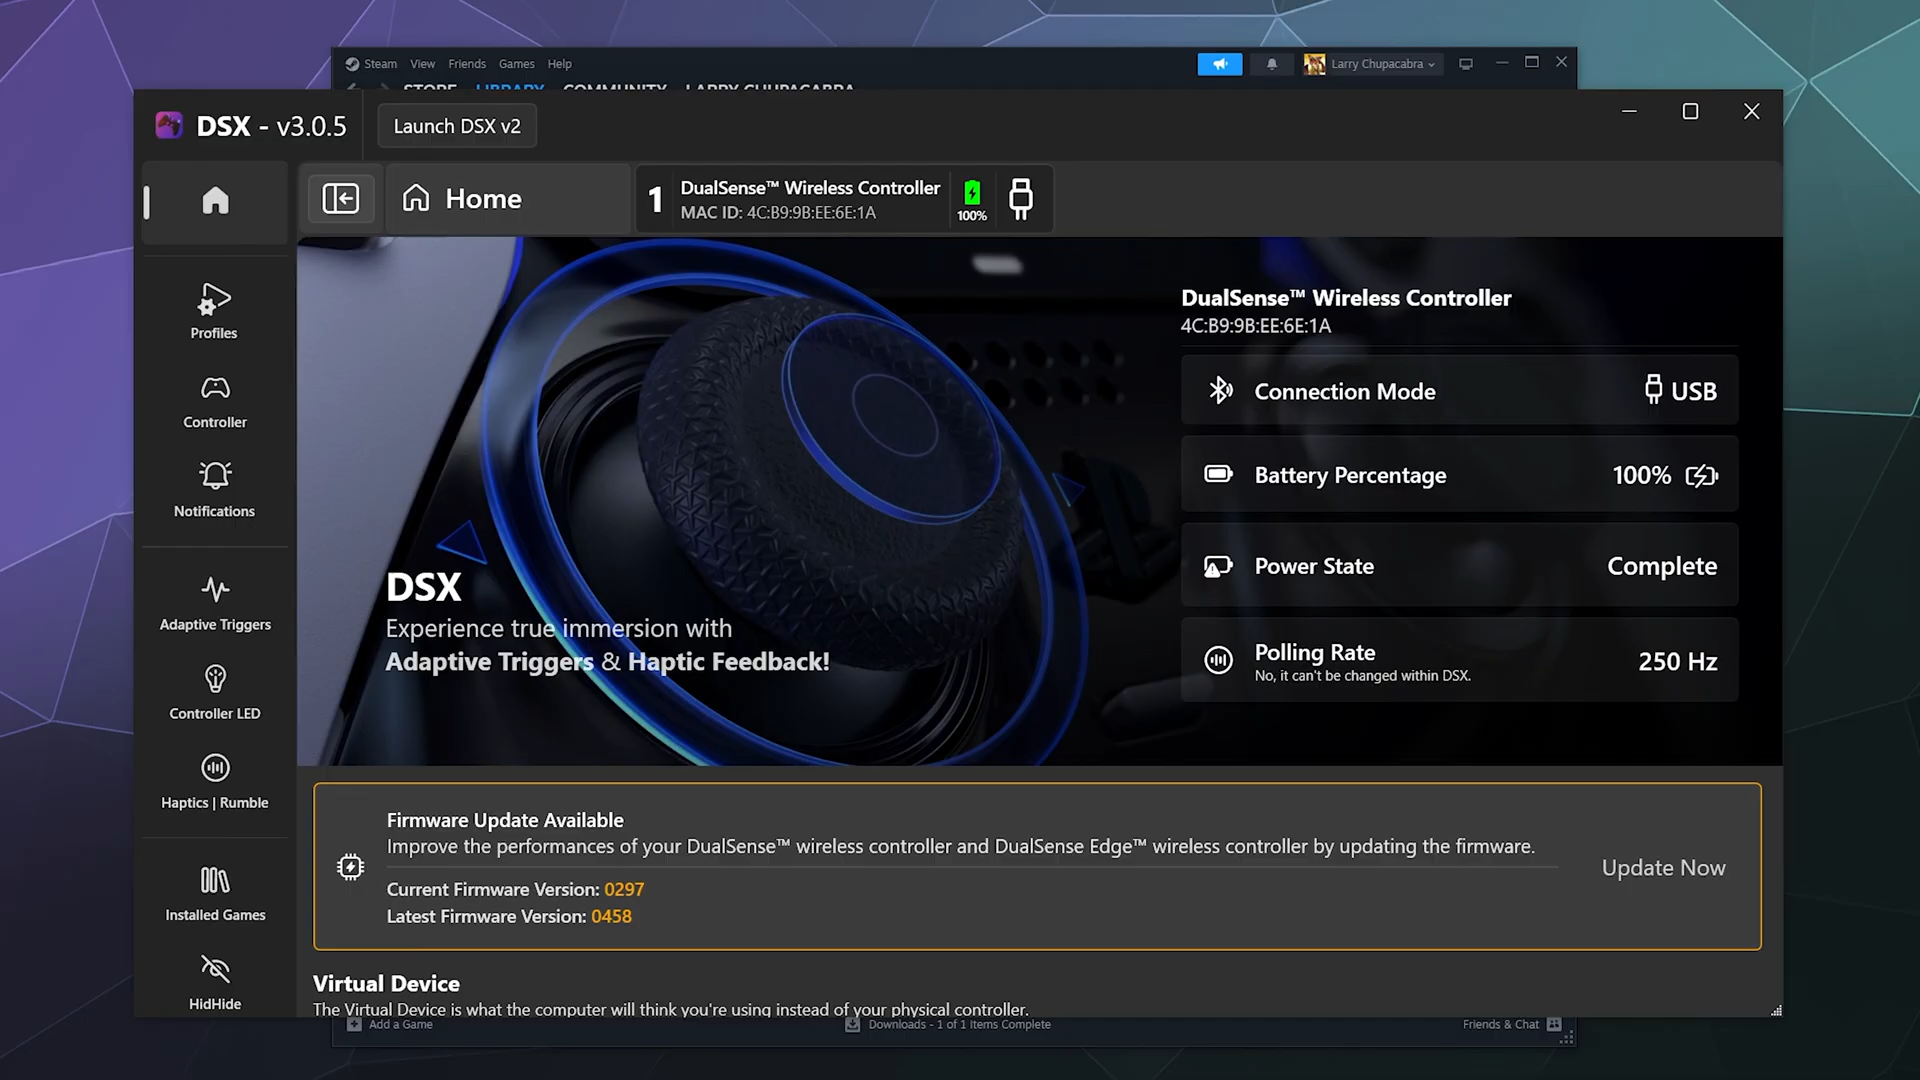 Steam View Friends Games Help
Larry Chupacabra
STORE LIBRARY COMMUNITY LARRY CHUPACABRA
DSX - v3.0.5
Launch DSX v2
Home
1
DualSense™ Wireless Controller
MAC ID: 4C:B9:9B:EE:6E:1A
100%
Profiles
Controller
Notifications
Adaptive Triggers
Controller LED
Haptics | Rumble
Installed Games
HidHide
DSX
Experience true immersion with
Adaptive Triggers & Haptic Feedback!
DualSense™ Wireless Controller
4C:B9:9B:EE:6E:1A
Connection Mode USB
Battery Percentage 100%
Power State Complete
Polling Rate
No, it can't be changed within DSX.
250 Hz
Firmware Update Available
Improve the performances of your DualSense™ wireless controller and DualSense Edge™ wireless controller by updating the firmware.
Current Firmware Version: 0297
Latest Firmware Version: 0458
Update Now
Virtual Device
The Virtual Device is what the computer will think you're using instead of your physical controller.
Add a Game
Downloads - 1 of 1 Items Complete
Friends & Chat